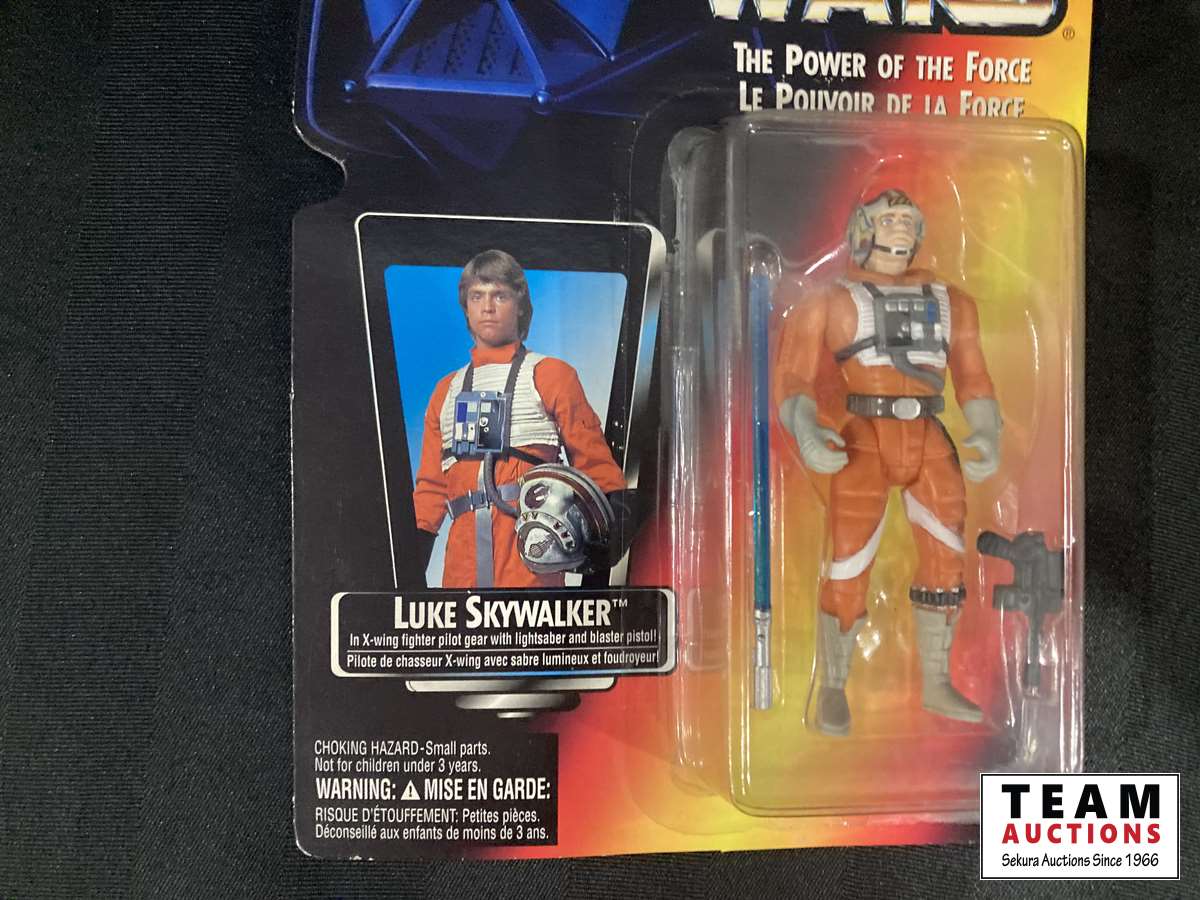 WARS ®
THE POWER OF THE FORCE
LE POUVOIR DE LA FORCE
LUKE SKYWALKER™
In X-wing fighter pilot gear with lightsaber and blaster pistol!
Pilote de chasseur X-wing avec sabre lumineux et foudroyeur!
CHOKING HAZARD-Small parts.
Not for children under 3 years.
WARNING: ⚠ MISE EN GARDE:
RISQUE D'ÉTOUFFEMENT: Petites pièces.
Déconseillé aux enfants de moins de 3 ans.
TEAM
AUCTIONS
Sekura Auctions Since 1966